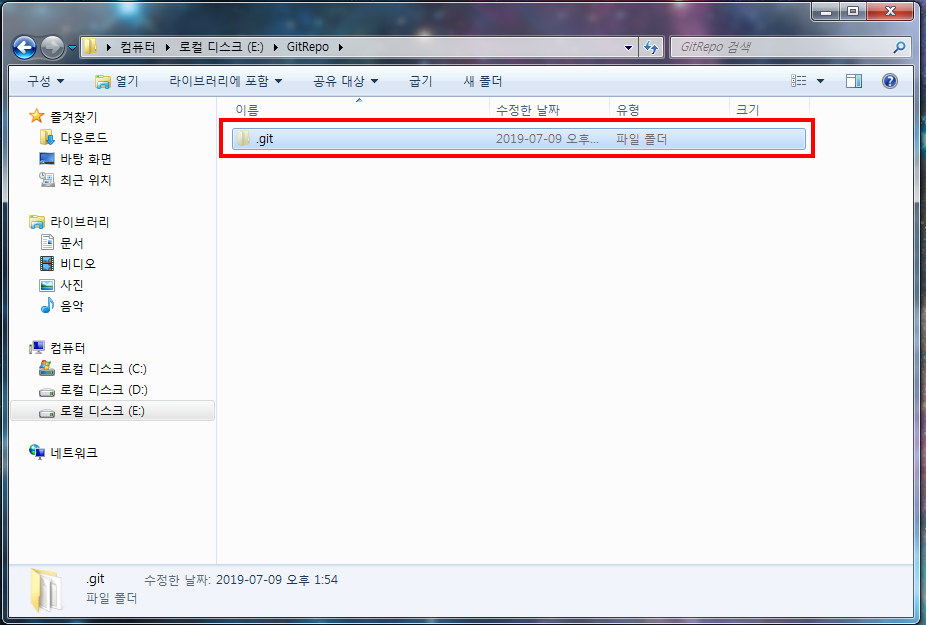 컴퓨터 로컬 디스크 (E:) GitRepo GitRepo 검색
구성 열기 라이브러리에 포함 공유 대상 굽기 새 폴더
이름 수정한 날짜 유형 크기
.git 2019-07-09 오후... 파일 폴더
즐겨찾기
다운로드
바탕 화면
최근 위치
라이브러리
문서
비디오
사진
음악
컴퓨터
로컬 디스크 (C:)
로컬 디스크 (D:)
로컬 디스크 (E:)
네트워크
.git 수정한 날짜: 2019-07-09 오후 1:54
파일 폴더